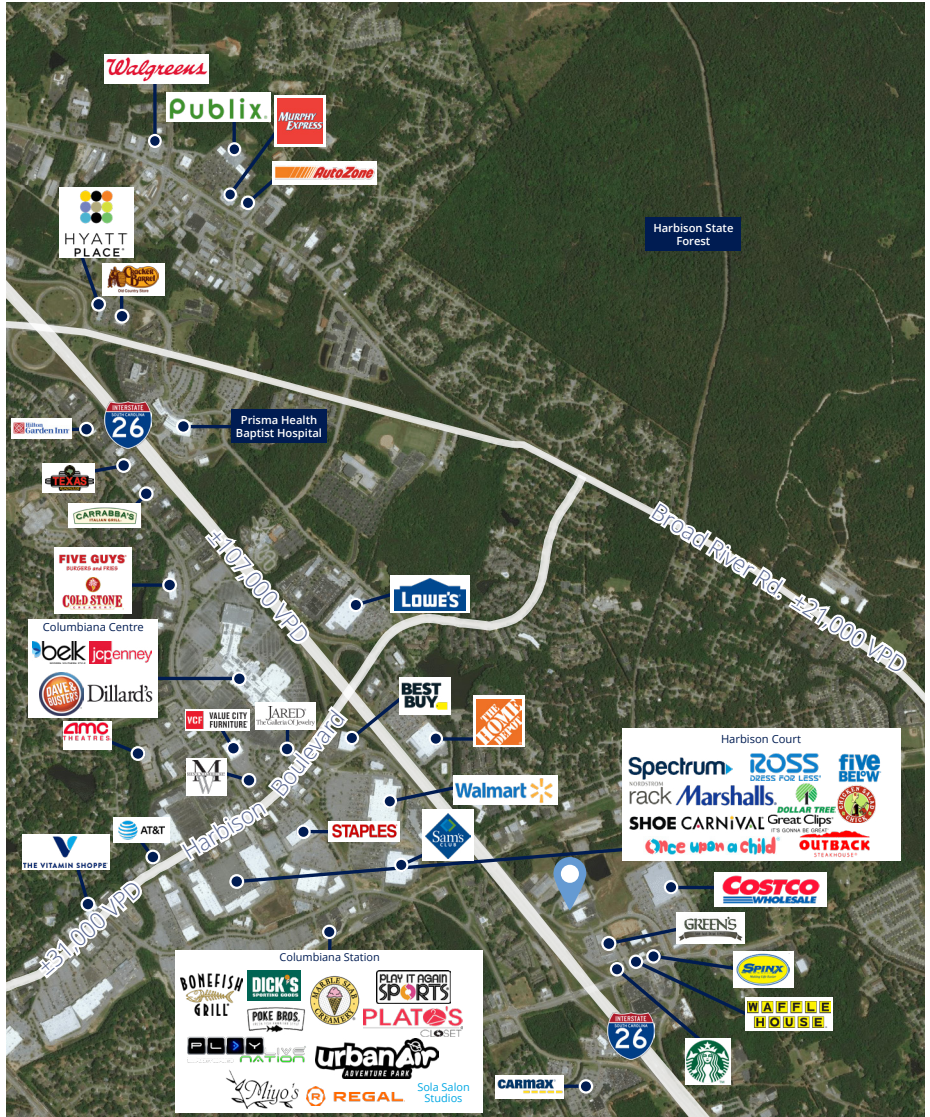 Walgreens
Publix
MURPHY
EXPRESS
AutoZone
HYATT
PLACE
Cracker
Barrel
Old Country Store
Harbison State
Forest
INTERSTATE
SOUTH CAROLINA
26
Prisma Health
Baptist Hospital
Hilton
Garden Inn
TEXAS
CARRABBA'S
ITALIAN GRILL
±107,000 VPD
Broad River Rd. ±21,000 VPD
FIVE GUYS
BURGERS and FRIES
COLD STONE
CREAMERY
LOWE'S
Columbiana Centre
belk
jcpenney
DAVE &
BUSTER'S
Dillard's
BEST
BUY
THE
HOME
DEPOT
amc
THEATRES
VCF
VALUE CITY
FURNITURE
JARED
The Galleria Of Jewelry
M
W
Harbison Boulevard
Walmart
STAPLES
Sam's
CLUB
Harbison Court
Spectrum
ROSS
DRESS FOR LESS
five
BELOW
NORDSTROM
rack
Marshalls.
DOLLAR TREE
CHICKEN SALAD
CHICK
SHOE CARNIVAL
Great Clips
IT'S GONNA BE GREAT
once upon a child
OUTBACK
STEAKHOUSE
AT&T
THE VITAMIN SHOPPE
±31,000 VPD
COSTCO
WHOLESALE
GREEN'S
SPINX
WAFFLE
HOUSE
Columbiana Station
BONEFISH
GRILL
DICK'S
SPORTING GOODS
MARBLE SLAB
CREAMERY
PLAY IT AGAIN
SPORTS
POKE BROS.
PLATO'S
CLOSET
PLAY
NATION
urban Air
ADVENTURE PARK
Miyo's
R REGAL
Sola Salon
Studios
INTERSTATE
SOUTH CAROLINA
26
CARMAX